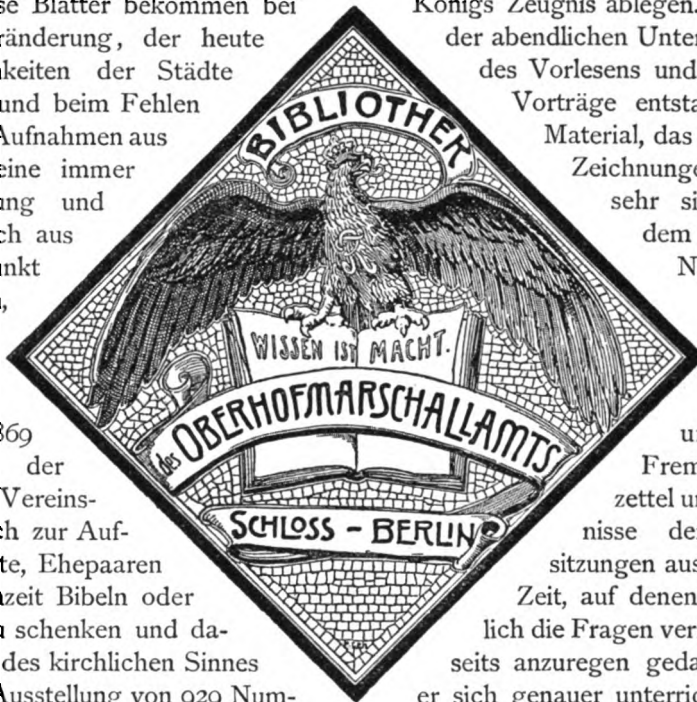 se Blätter bekommen bei
ränderung, der heute
keiten der Städte
und beim Fehlen
Aufnahmen aus
eine immer
ung und
ch aus
nkt
869
der
Vereins-
ch zur Auf-
te, Ehepaaren
zeit Bibeln oder
schenken und da-
des kirchlichen Sinnes
Ausstellung von 929 Num-
BIBLIOTHEK
WISSEN IST MACHT.
des OBERHOFMARSCHALLAMTS
SCHLOSS – BERLIN
Königs Zeugnis ablegen.
der abendlichen Unter
des Vorlesens und
Vorträge entsta
Material, das
Zeichnunge
sehr si
dem
N
u
Frem
zettel u
nisse de
sitzungen aus
Zeit, auf denen
lich die Fragen ver
seits anzuregen geda
er sich genauer unterric